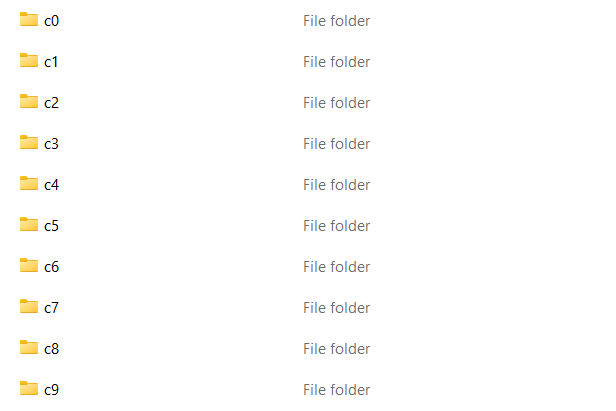 c0 File folder
c1 File folder
c2 File folder
c3 File folder
c4 File folder
c5 File folder
c6 File folder
c7 File folder
c8 File folder
c9 File folder